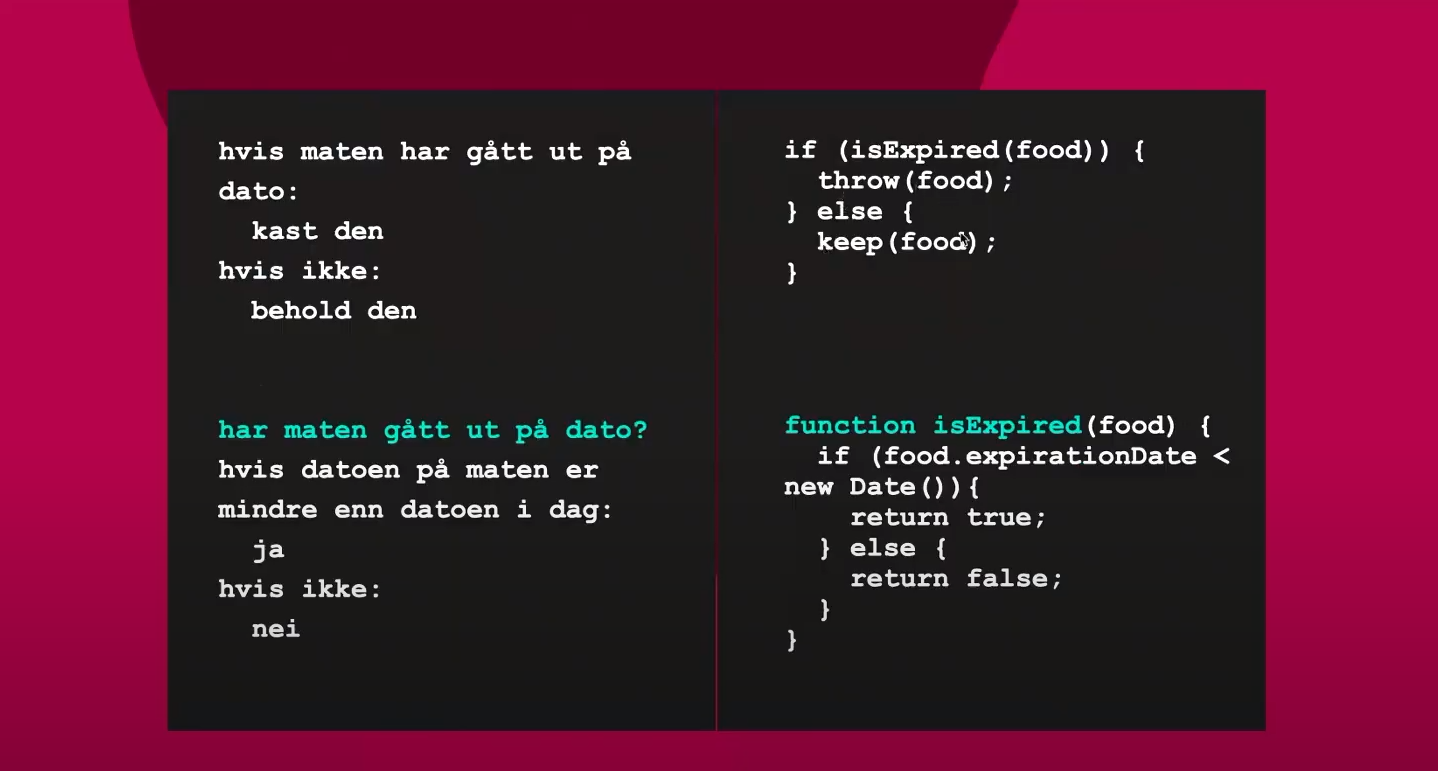 hvis maten har gått ut på
dato:
  kast den
hvis ikke:
  behold den
har maten gått ut på dato?
hvis datoen på maten er
mindre enn datoen i dag:
  ja
hvis ikke:
  nei
if (isExpired(food)) {
  throw(food);
} else {
  keep(food);
}
function isExpired(food) {
  if (food.expirationDate <
new Date()){
    return true;
  } else {
    return false;
  }
}